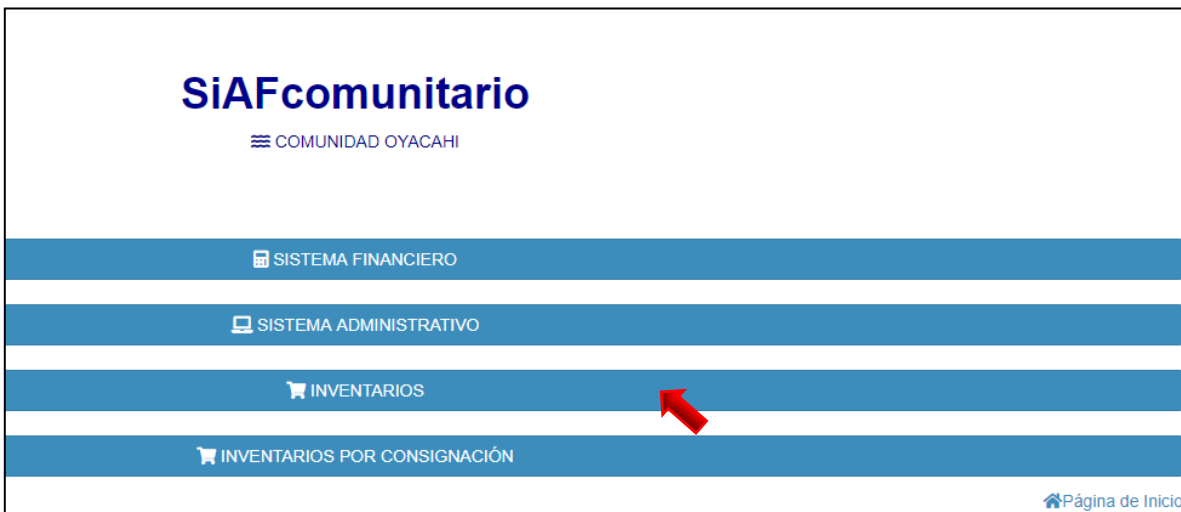 SiAFcomunitario
COMUNIDAD OYACAHI
SISTEMA FINANCIERO
SISTEMA ADMINISTRATIVO
INVENTARIOS
INVENTARIOS POR CONSIGNACIÓN
Página de Inicio